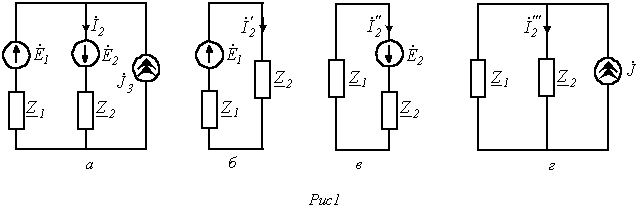 İ₂ İ₂′ İ₂″ İ₂‴
Ė₁ Ė₂ J̇₃ Ė₁ Z₂ Z₁ Ė₂ Z₁ Z₂ J̇
Z₁ Z₂ Z₁ Z₂
а б в г
Рис1